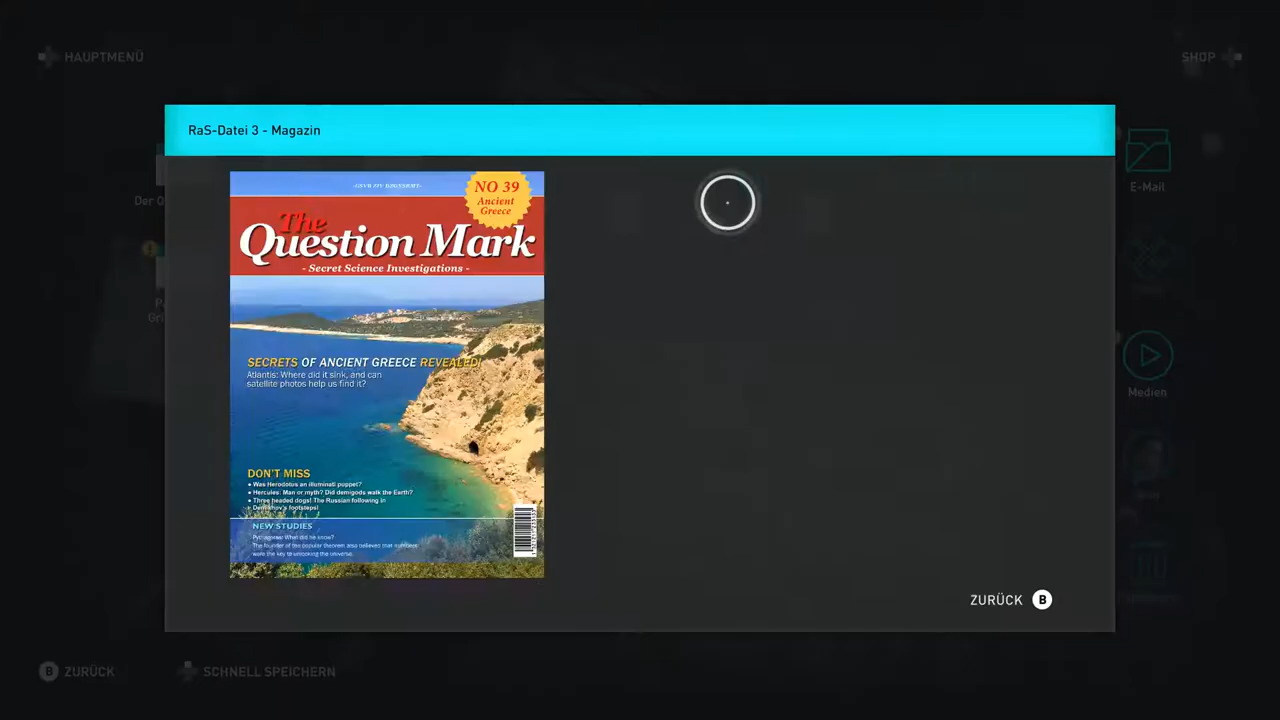 HAUPTMENÜ
SHOP
RaS-Datei 3 - Magazin
NO 39
Ancient
Greece
The
Question Mark
- Secret Science Investigations -
E-Mail
Der
SECRETS OF ANCIENT GREECE REVEALED!
Atlantis: Where did it sink, and can
satellite photos help us find it?
Medien
DON'T MISS
● Was Herodotus an illuminati puppet?
● Hercules: Man or myth? Did demigods walk the Earth?
● Three headed dogs! The Russian following in
footsteps!
NEW STUDIES
Pythagoras: What did he know?
The founder of the popular theorem also believed that numbers
were the key to unlocking the universe.
ZURÜCK B
B ZURÜCK
SCHNELL SPEICHERN